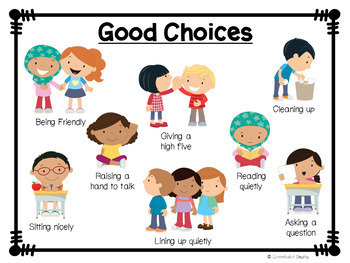 Good Choices
Being Friendly
Giving a
high five
Cleaning up
Sitting nicely
Raising a
hand to talk
Lining up quietly
Reading
quietly
Asking a
question